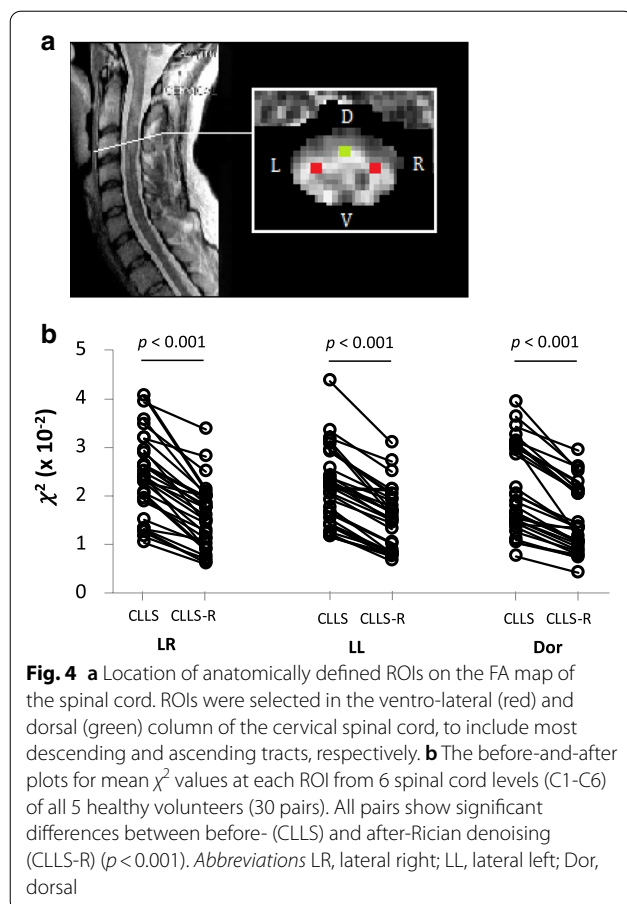 a
CERVICAL
D
L
R
V
b
p < 0.001
p < 0.001
p < 0.001
5
4
3
2
1
0
χ² (x 10⁻²)
CLLS CLLS-R
CLLS CLLS-R
CLLS CLLS-R
LR
LL
Dor
Fig. 4 a Location of anatomically defined ROIs on the FA map of
the spinal cord. ROIs were selected in the ventro-lateral (red) and
dorsal (green) column of the cervical spinal cord, to include most
descending and ascending tracts, respectively. b The before-and-after
plots for mean χ² values at each ROI from 6 spinal cord levels (C1-C6)
of all 5 healthy volunteers (30 pairs). All pairs show significant
differences between before- (CLLS) and after-Rician denoising
(CLLS-R) (p < 0.001). Abbreviations LR, lateral right; LL, lateral left; Dor,
dorsal